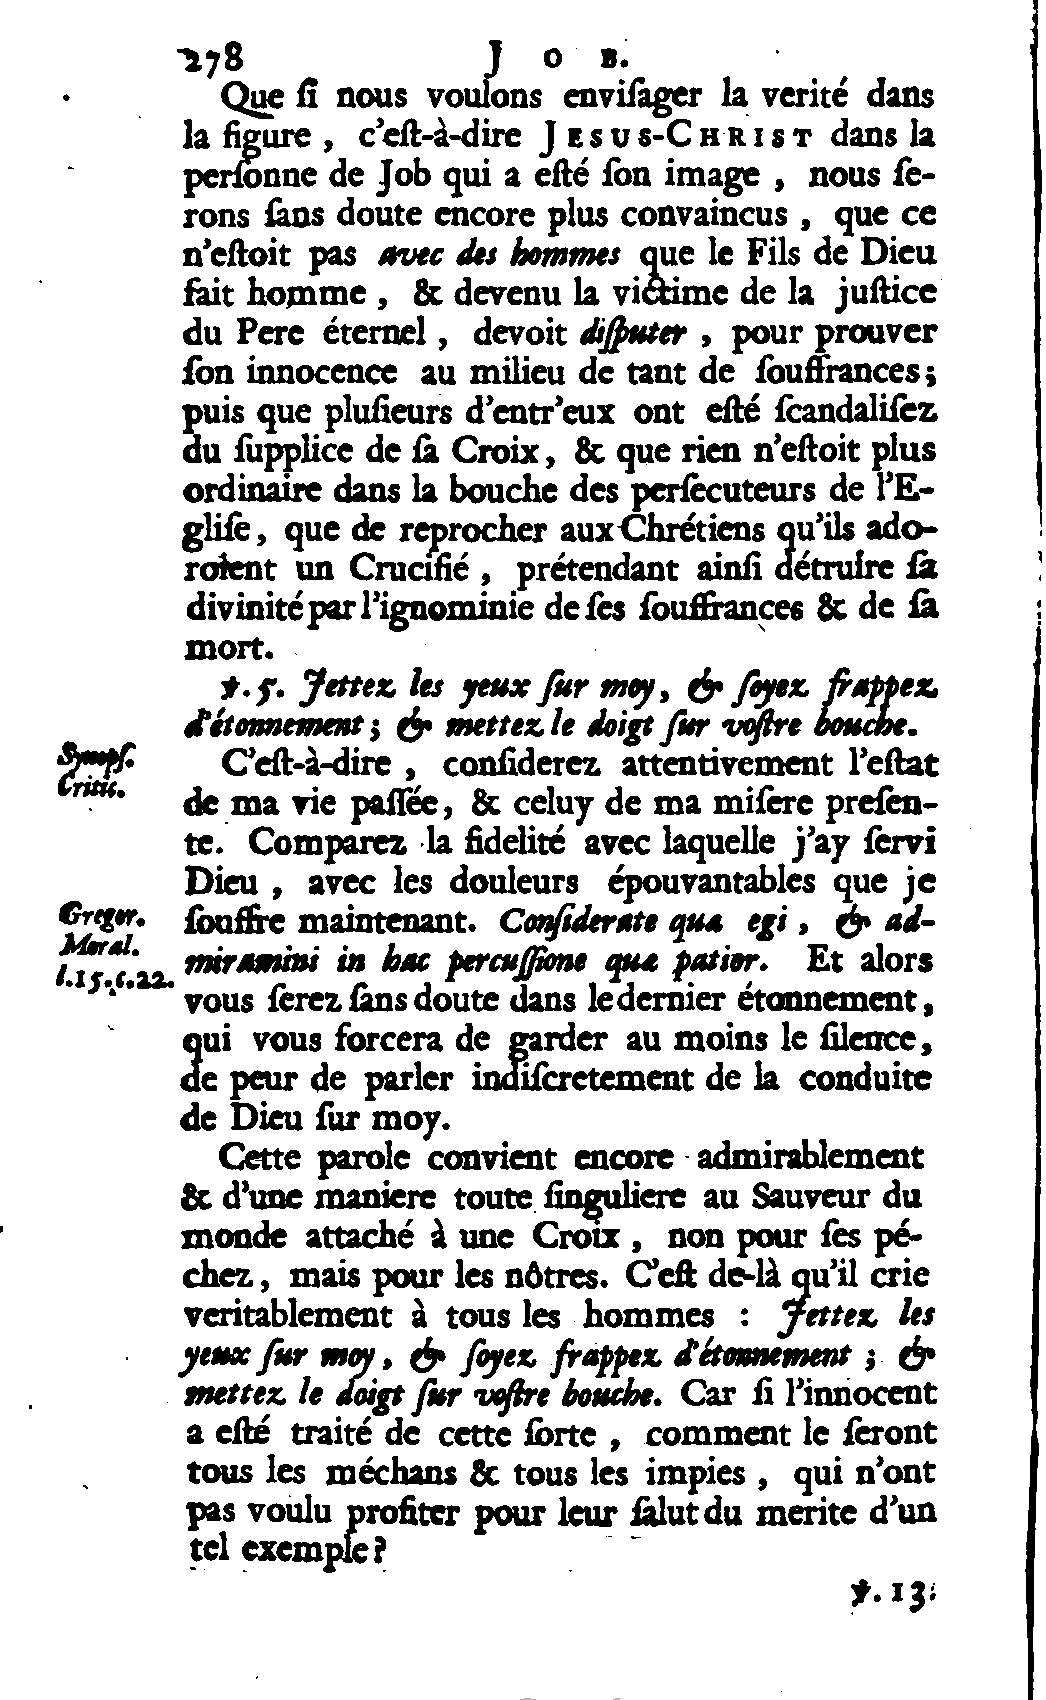 278 JOB.
Que ſi nous voulons enviſager la verité dans
la figure, c'eſt-à-dire JESUS-CHRIST dans la
perſonne de Job qui a eſté ſon image, nous ſe-
rons ſans doute encore plus convaincus, que ce
n'eſtoit pas avec des hommes que le Fils de Dieu
fait homme, & devenu la victime de la juſtice
du Pere éternel, devoit diſputer, pour prouver
ſon innocence au milieu de tant de ſouffrances;
puis que pluſieurs d'entr'eux ont eſté ſcandaliſez
du ſupplice de ſa Croix, & que rien n'eſtoit plus
ordinaire dans la bouche des perſecuteurs de l'E-
gliſe, que de reprocher aux Chrétiens qu'ils ado-
roient un Crucifié, prétendant ainſi détruire ſa
divinité par l'ignominie de ſes ſouffrances & de ſa
mort.
℣. 5. Jettez les yeux ſur moy, & ſoyez frappez
d'étonnement; & mettez le doigt ſur voſtre bouche.
Synopſ.
Critic.
C'eſt-à-dire, conſiderez attentivement l'eſtat
de ma vie paſſée, & celuy de ma miſere preſen-
te. Comparez la fidelité avec laquelle j'ay ſervi
Dieu, avec les douleurs épouvantables que je
Gregor.
Moral.
l.15.c.22.
ſouffre maintenant. Conſiderate quæ egi, & ad-
miramini in hac percuſſione quæ patior. Et alors
vous ſerez ſans doute dans le dernier étonnement,
qui vous forcera de garder au moins le ſilence,
de peur de parler indiſcretement de la conduite
de Dieu ſur moy.
Cette parole convient encore admirablement
& d'une maniere toute ſinguliere au Sauveur du
monde attaché à une Croix, non pour ſes pé-
chez, mais pour les nôtres. C'eſt de-là qu'il crie
veritablement à tous les hommes : Jettez les
yeux ſur moy, & ſoyez frappez d'étonnement; &
mettez le doigt ſur voſtre bouche. Car ſi l'innocent
a eſté traité de cette ſorte, comment le ſeront
tous les méchans & tous les impies, qui n'ont
pas voulu profiter pour leur ſalut du merite d'un
tel exemple?
℣. 13.